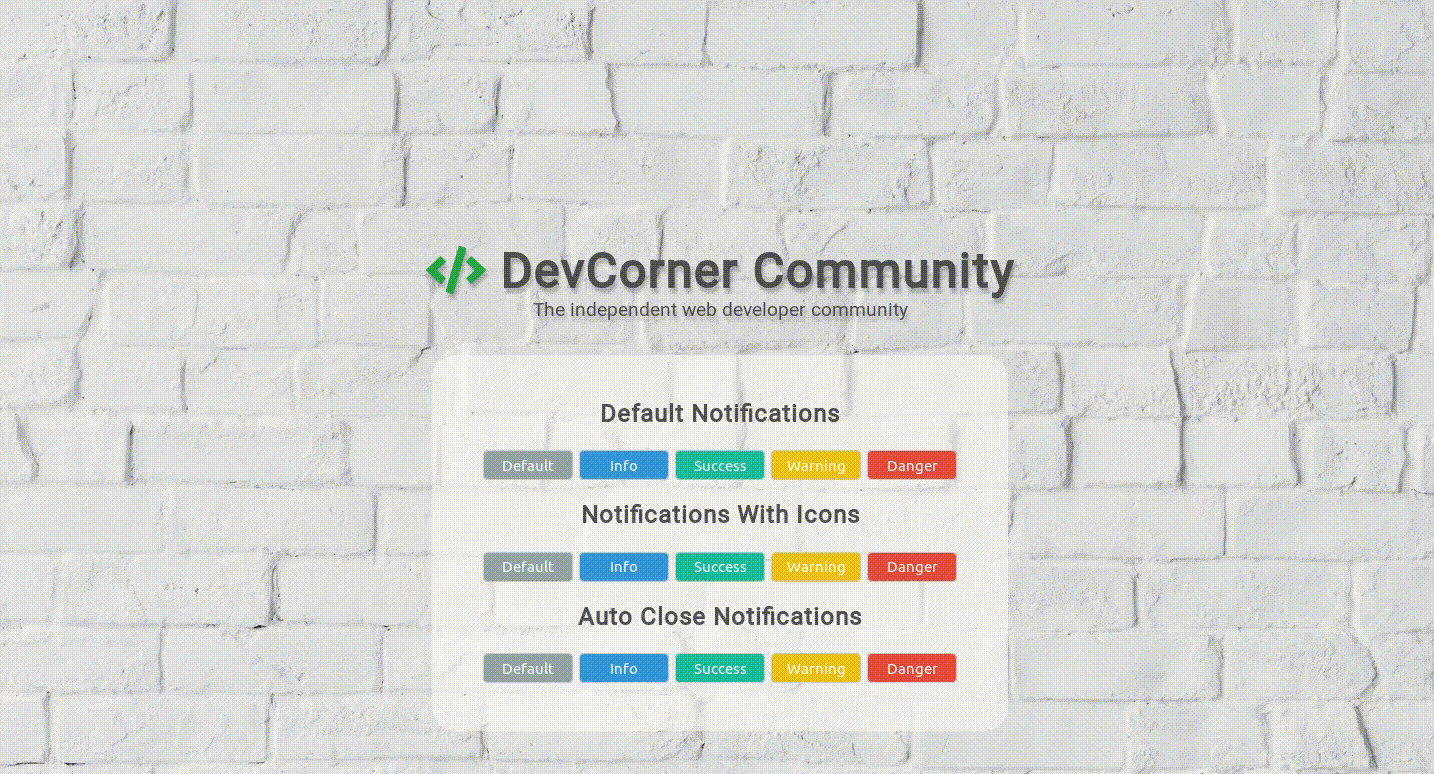 </> DevCorner Community
The independent web developer community
Default Notifications
Default Info Success Warning Danger
Notifications With Icons
Default Info Success Warning Danger
Auto Close Notifications
Default Info Success Warning Danger